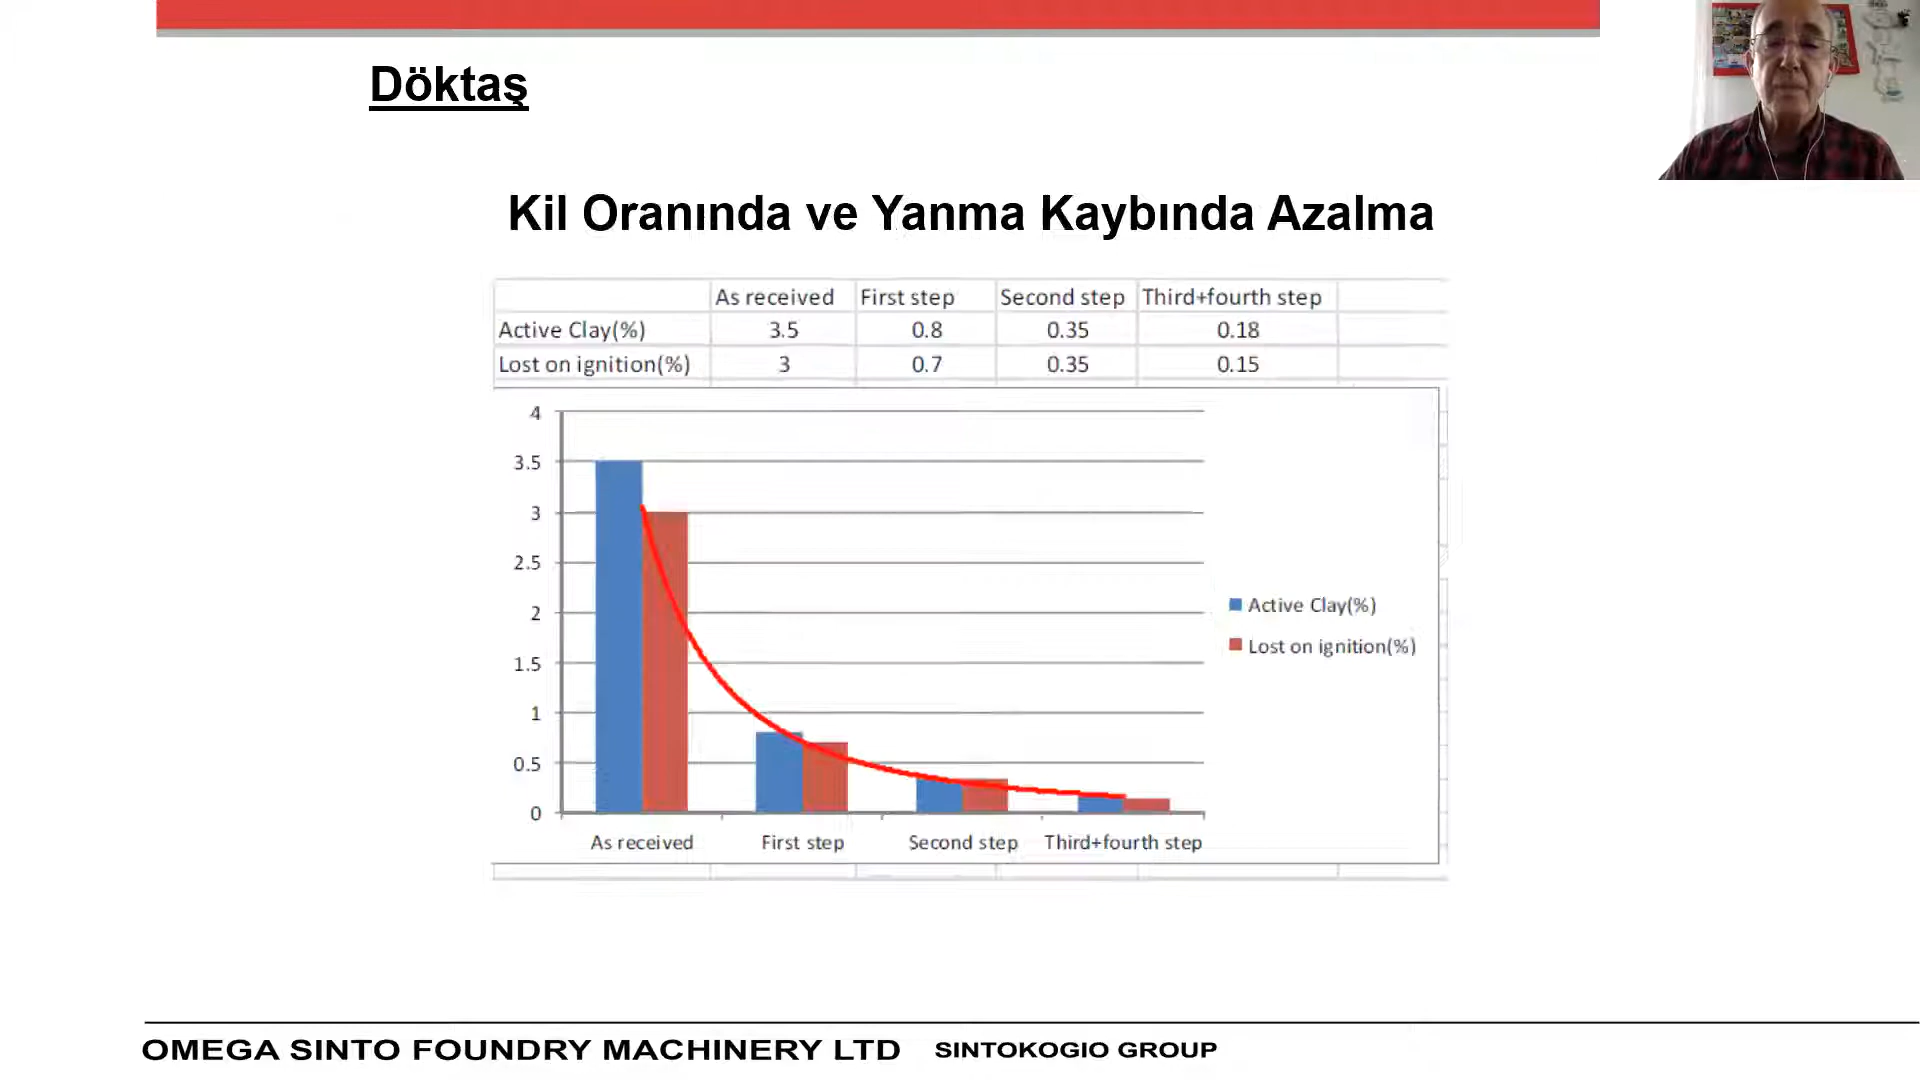 Döktaş
Kil Oranında ve Yanma Kaybında Azalma
As received First step Second step Third+fourth step
Active Clay(%) 3.5 0.8 0.35 0.18
Lost on ignition(%) 3 0.7 0.35 0.15
4
3.5
3
2.5
2
1.5
1
0.5
0
As received First step Second step Third+fourth step
Active Clay(%)
Lost on ignition(%)
OMEGA SINTO FOUNDRY MACHINERY LTD SINTOKOGIO GROUP